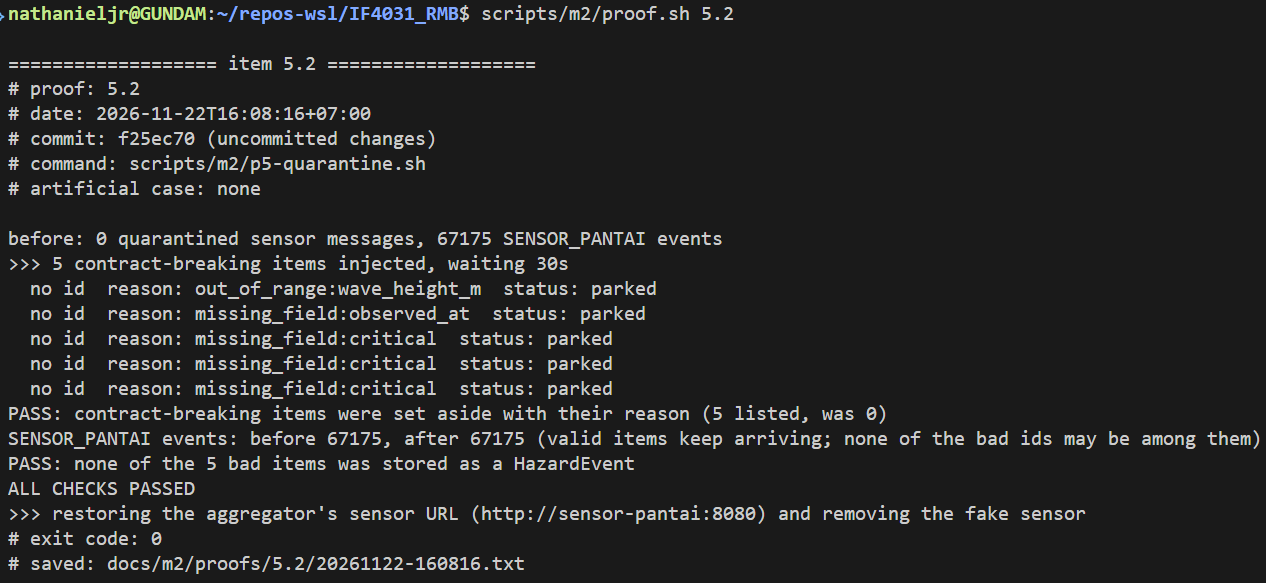 nathanieljr@GUNDAM:~/repos-wsl/IF4031_RMB$ scripts/m2/proof.sh 5.2
=================== item 5.2 ===================
# proof: 5.2
# date: 2026-11-22T16:08:16+07:00
# commit: f25ec70 (uncommitted changes)
# command: scripts/m2/p5-quarantine.sh
# artificial case: none
before: 0 quarantined sensor messages, 67175 SENSOR_PANTAI events
>>> 5 contract-breaking items injected, waiting 30s
  no id  reason: out_of_range:wave_height_m  status: parked
  no id  reason: missing_field:observed_at  status: parked
  no id  reason: missing_field:critical  status: parked
  no id  reason: missing_field:critical  status: parked
  no id  reason: missing_field:critical  status: parked
PASS: contract-breaking items were set aside with their reason (5 listed, was 0)
SENSOR_PANTAI events: before 67175, after 67175 (valid items keep arriving; none of the bad ids may be among them)
PASS: none of the 5 bad items was stored as a HazardEvent
ALL CHECKS PASSED
>>> restoring the aggregator's sensor URL (http://sensor-pantai:8080) and removing the fake sensor
# exit code: 0
# saved: docs/m2/proofs/5.2/20261122-160816.txt